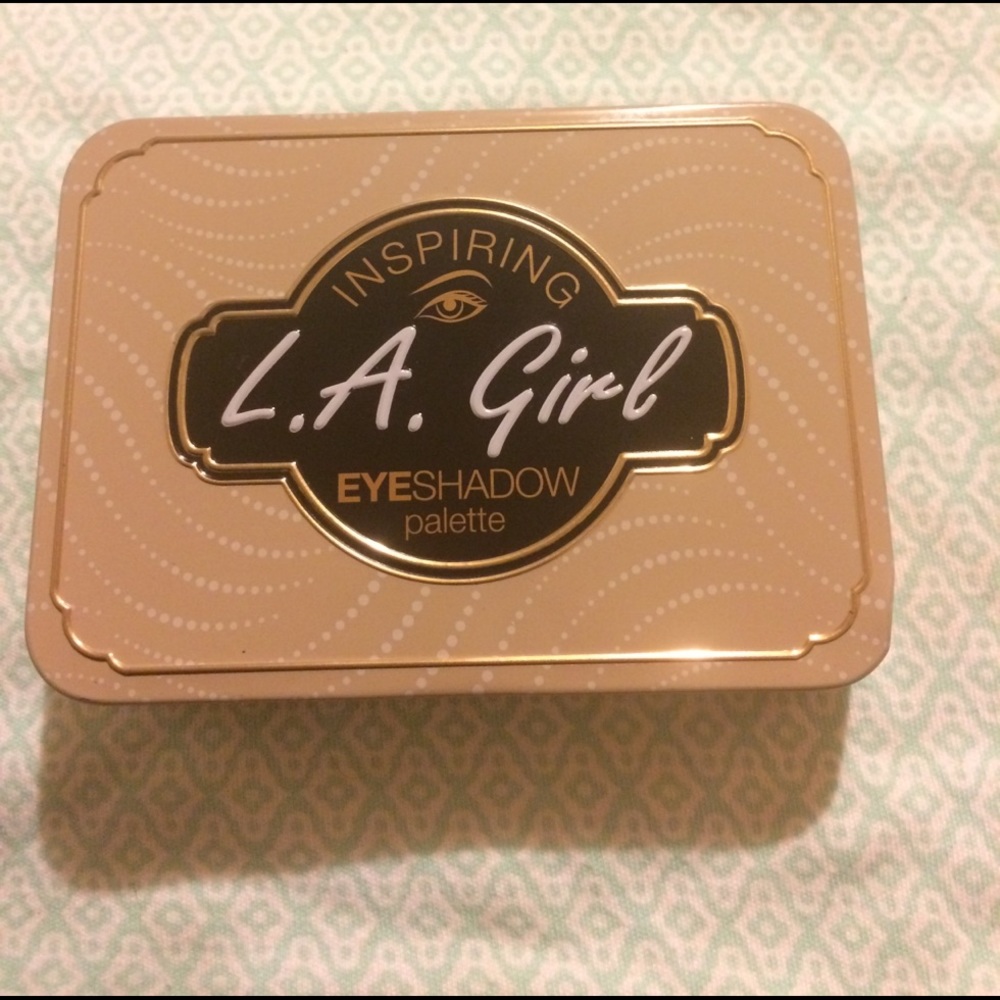 INSPIRING
L.A. Girl
EYESHADOW
palette